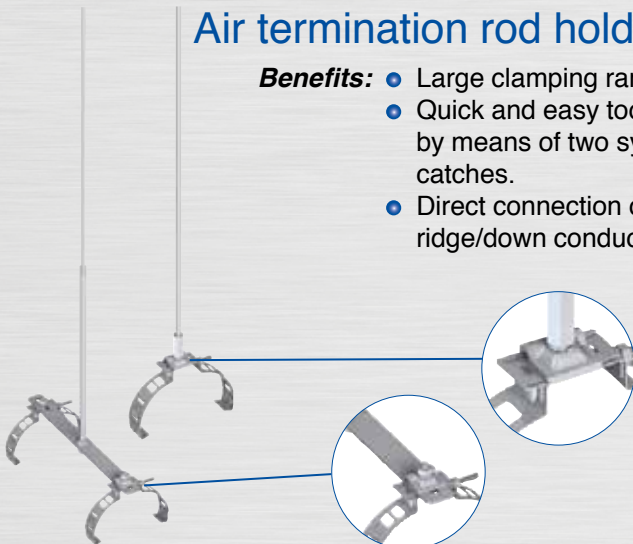 Air termination rod hold
Benefits: Large clamping ran
Quick and easy too
by means of two sy
catches.
Direct connection o
ridge/down conduc